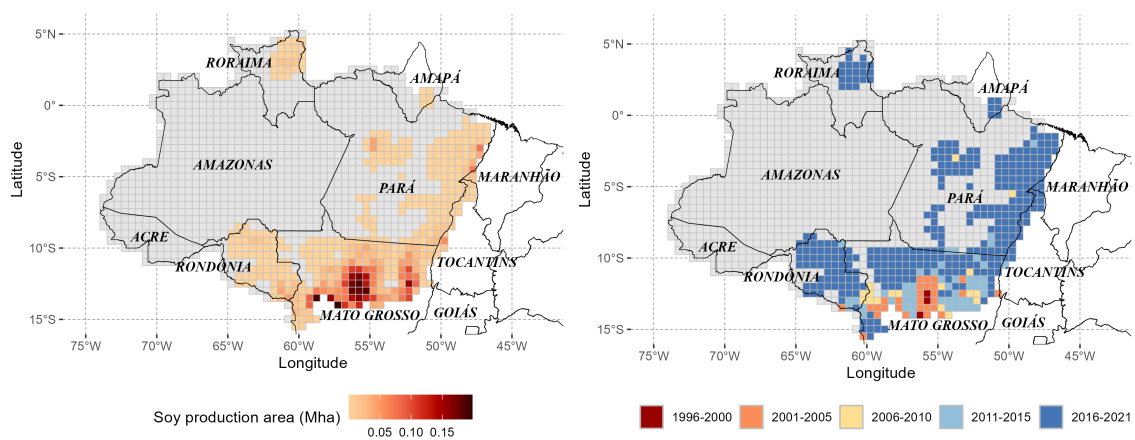 5°N
0°
5°S
10°S
15°S
Latitude
RORAIMA
AMAPÁ
AMAZONAS
PARÁ
MARANHÃO
ACRE
RONDÔNIA
TOCANTINS
MATO GROSSO
GOIÁS
75°W 70°W 65°W 60°W 55°W 50°W 45°W
Longitude
Soy production area (Mha)
0.05 0.10 0.15
5°N
0°
5°S
10°S
15°S
Latitude
RORAIMA
AMAPÁ
AMAZONAS
PARÁ
MARANHÃO
ACRE
RONDÔNIA
TOCANTINS
MATO GROSSO
GOIÁS
75°W 70°W 65°W 60°W 55°W 50°W 45°W
Longitude
1996-2000 2001-2005 2006-2010 2011-2015 2016-2021